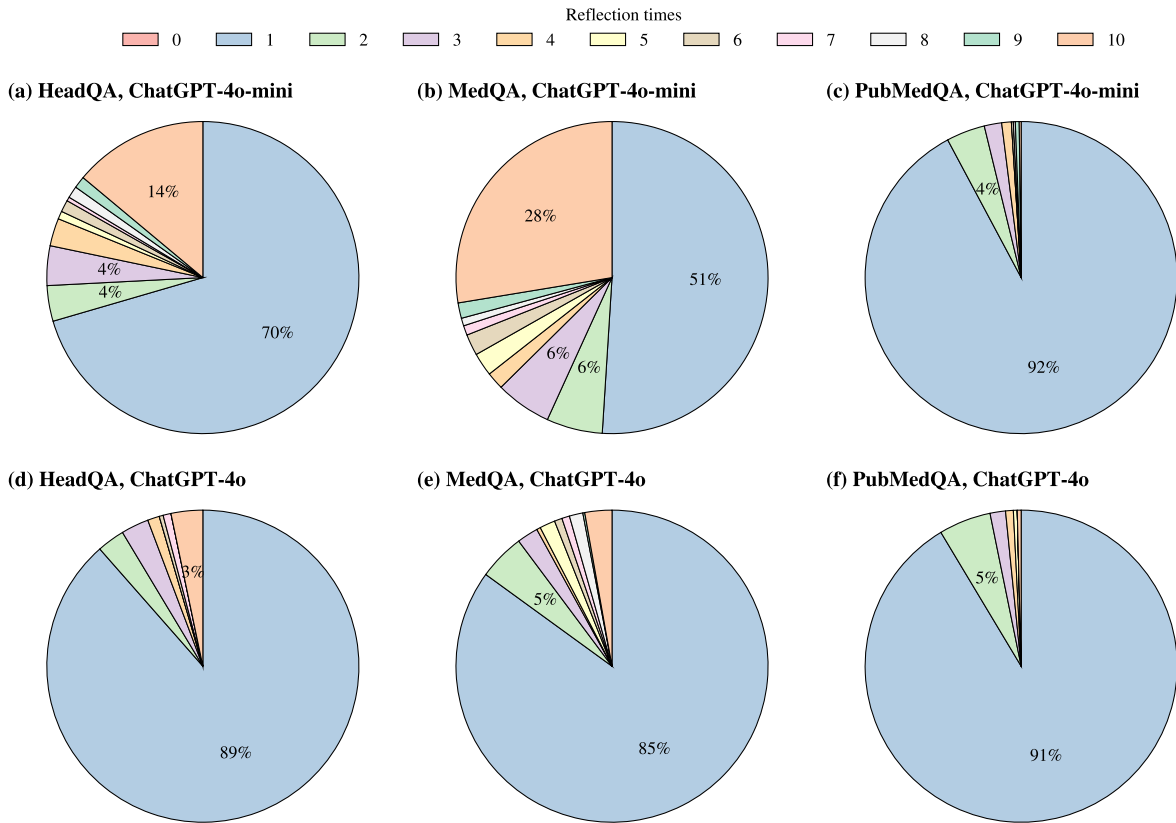 Reflection times
0 1 2 3 4 5 6 7 8 9 10
(a) HeadQA, ChatGPT-4o-mini
14%
4%
4%
70%
(b) MedQA, ChatGPT-4o-mini
28%
51%
6%
6%
(c) PubMedQA, ChatGPT-4o-mini
4%
92%
(d) HeadQA, ChatGPT-4o
3%
89%
(e) MedQA, ChatGPT-4o
5%
85%
(f) PubMedQA, ChatGPT-4o
5%
91%